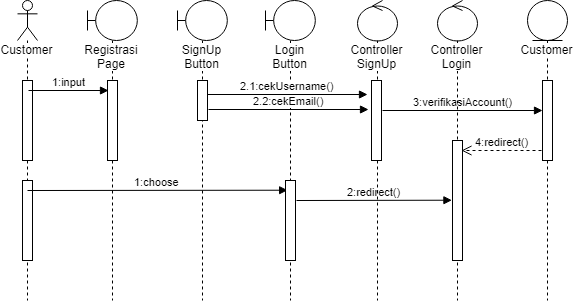 Customer
Registrasi
Page
SignUp
Button
Login
Button
Controller
SignUp
Controller
Login
Customer
1:input
2.1:cekUsername()
2.2:cekEmail()
3:verifikasiAccount()
4:redirect()
1:choose
2:redirect()